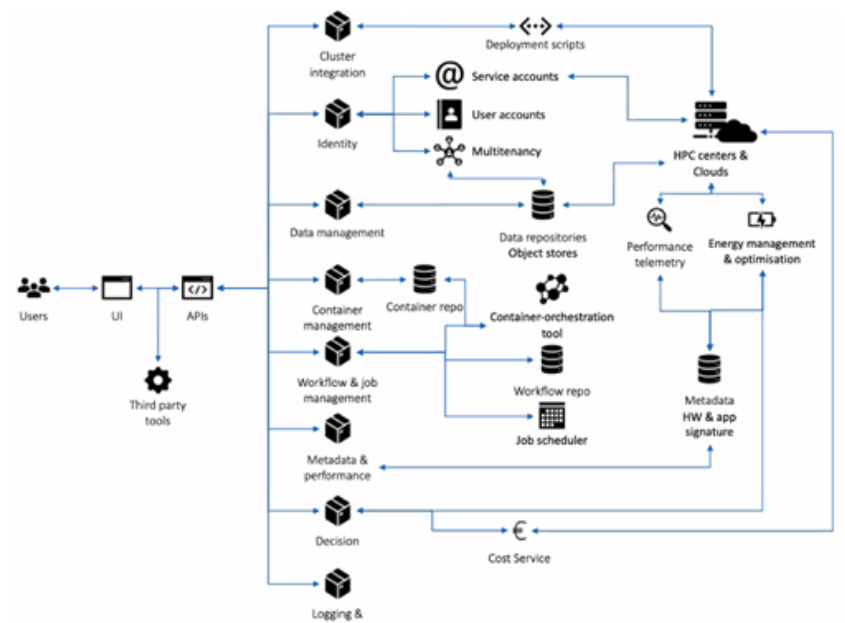 Cluster
integration
Deployment scripts
@
Service accounts
Identity
User accounts
Multitenancy
HPC centers &
Clouds
Data management
Data repositories
Object stores
Performance
telemetry
Energy management
& optimisation
Users
UI
</>
APIs
Container
management
Container repo
Container-orchestration
tool
Third party
tools
Workflow & job
management
Workflow repo
Job scheduler
Metadata
HW & app
signature
Metadata &
performance
Decision
€
Cost Service
Logging &